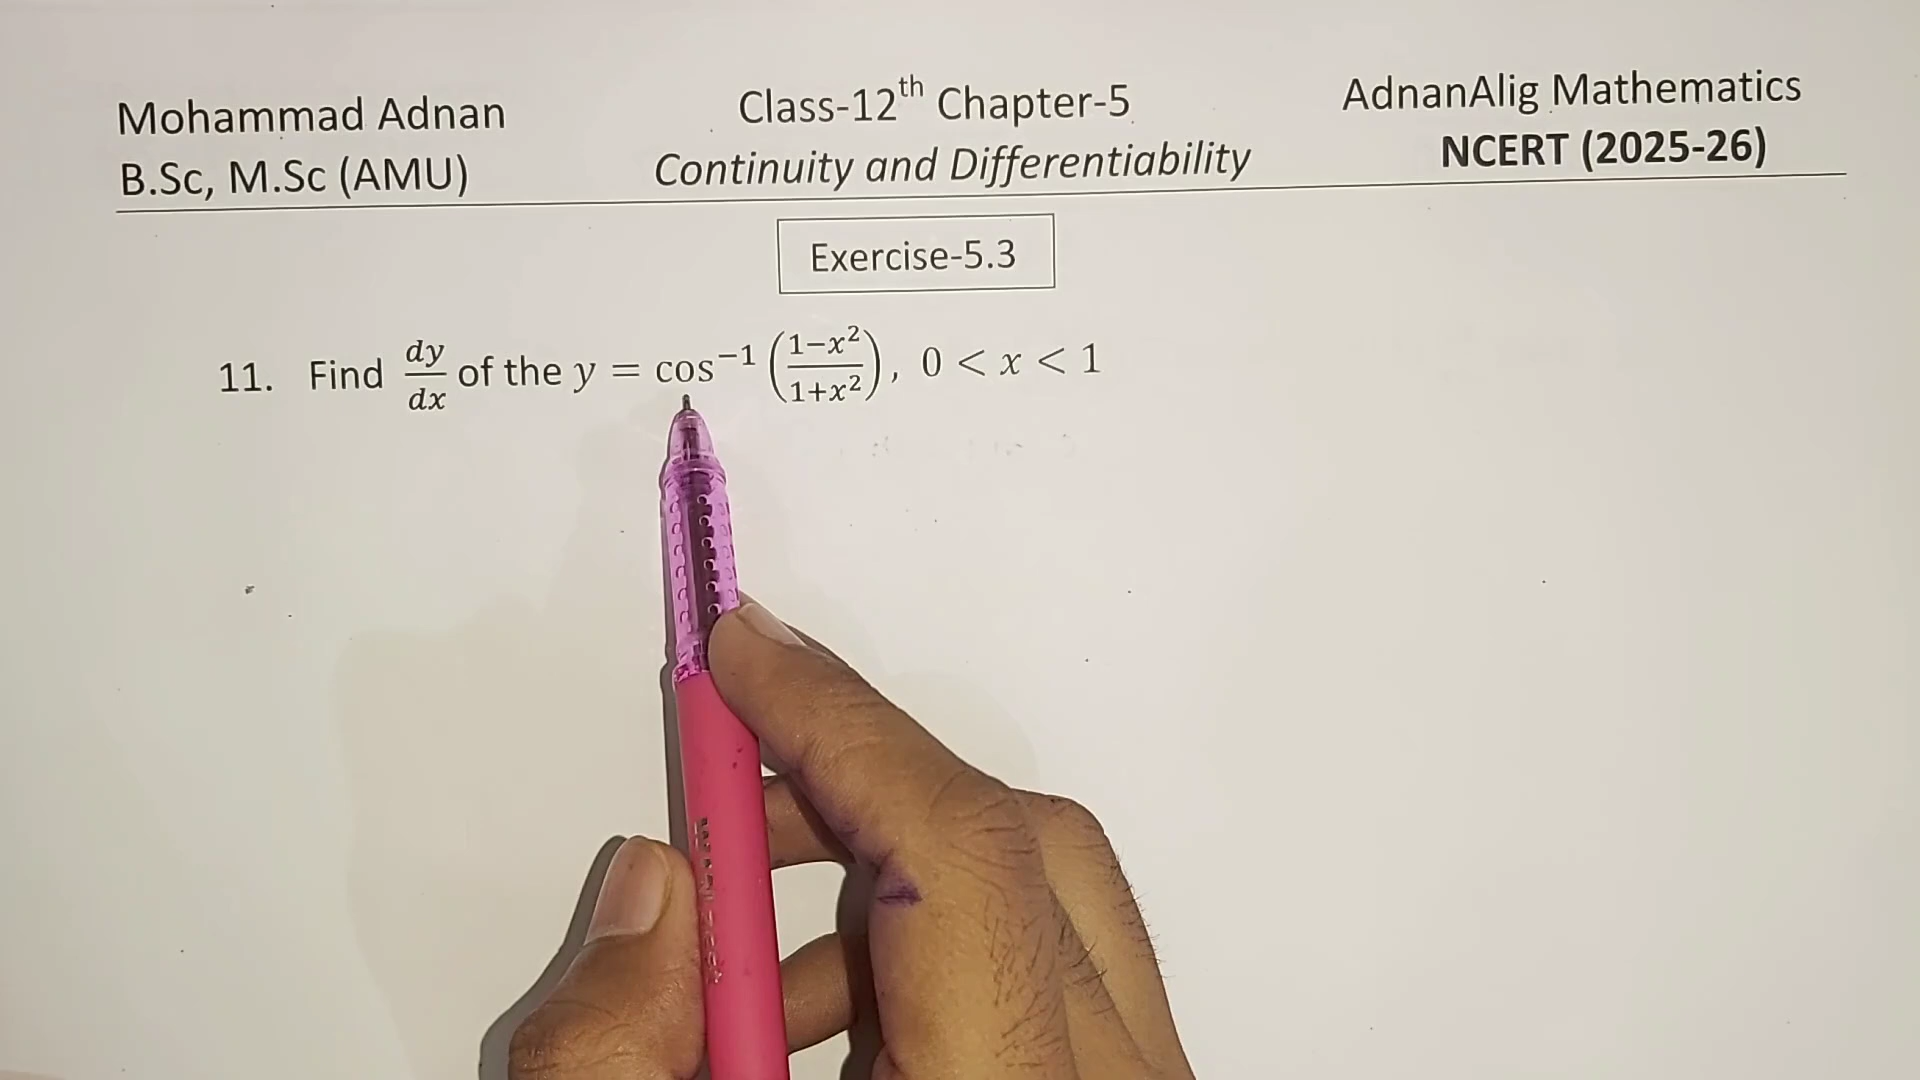 Mohammad Adnan
B.Sc, M.Sc (AMU)
Class-12th Chapter-5
Continuity and Differentiability
AdnanAlig Mathematics
NCERT (2025-26)
Exercise-5.3
11. Find dy/dx of the y = cos⁻¹ ((1−x²)/(1+x²)), 0 < x < 1